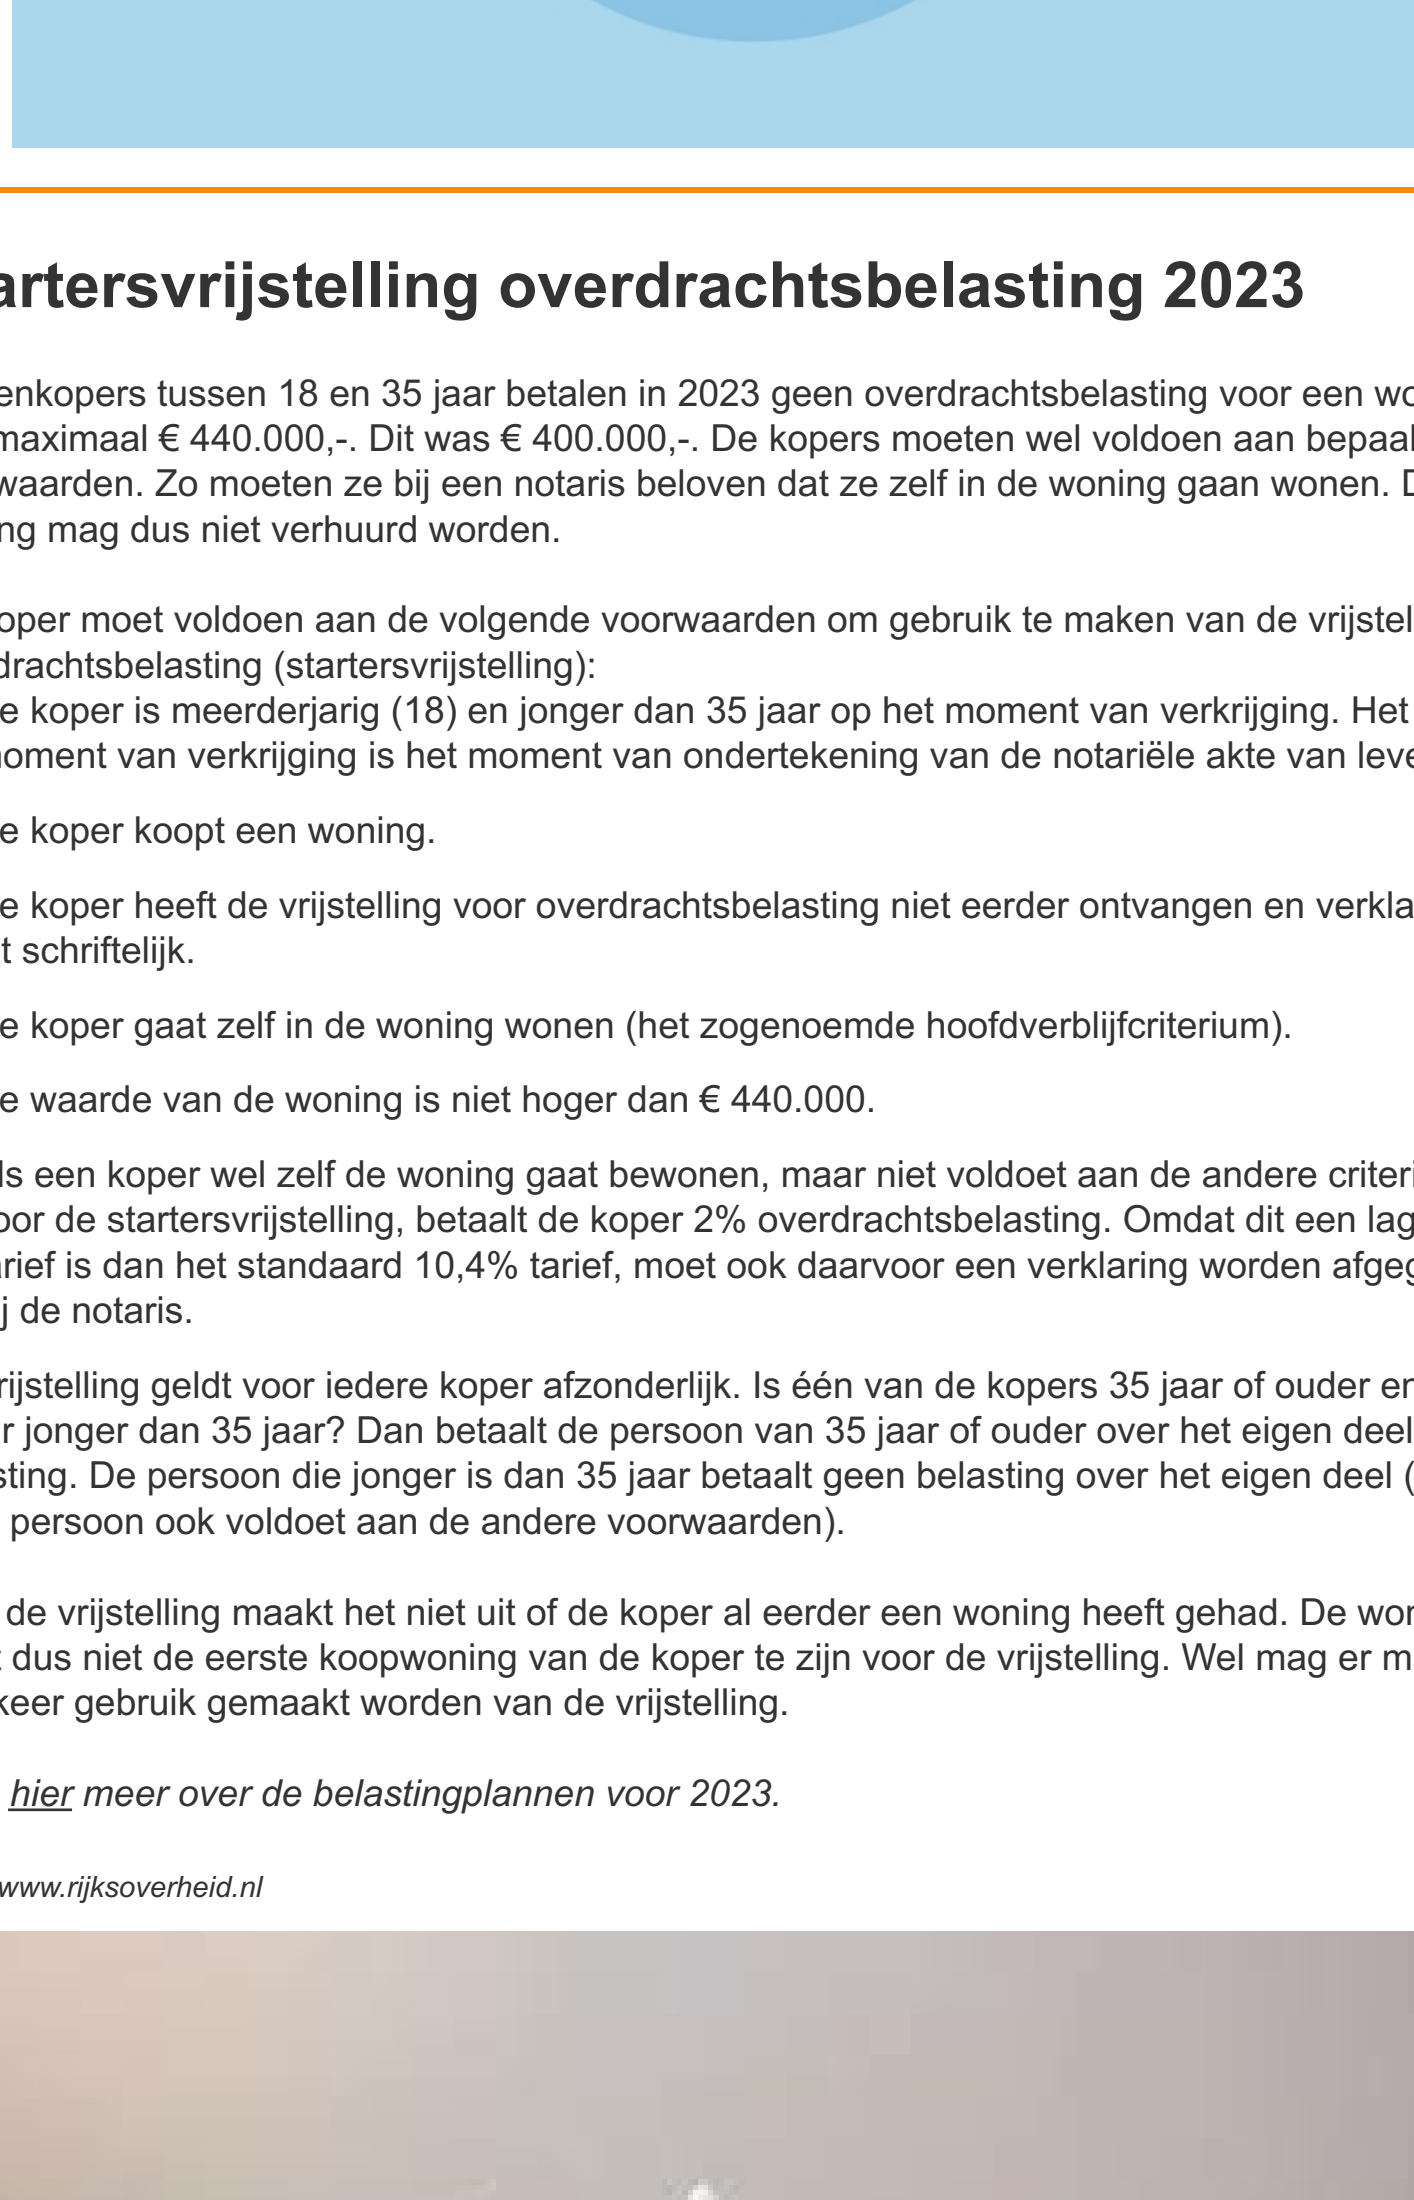 artersvrijstelling overdrachtsbelasting 2023
enkopers tussen 18 en 35 jaar betalen in 2023 geen overdrachtsbelasting voor een wo
maximaal € 440.000,-. Dit was € 400.000,-. De kopers moeten wel voldoen aan bepaal
waarden. Zo moeten ze bij een notaris beloven dat ze zelf in de woning gaan wonen. D
ng mag dus niet verhuurd worden.
oper moet voldoen aan de volgende voorwaarden om gebruik te maken van de vrijstel
drachtsbelasting (startersvrijstelling):
e koper is meerderjarig (18) en jonger dan 35 jaar op het moment van verkrijging. Het
moment van verkrijging is het moment van ondertekening van de notariële akte van leve
e koper koopt een woning.
e koper heeft de vrijstelling voor overdrachtsbelasting niet eerder ontvangen en verkla
t schriftelijk.
e koper gaat zelf in de woning wonen (het zogenoemde hoofdverblijfcriterium).
e waarde van de woning is niet hoger dan € 440.000.
ls een koper wel zelf de woning gaat bewonen, maar niet voldoet aan de andere criteri
oor de startersvrijstelling, betaalt de koper 2% overdrachtsbelasting. Omdat dit een lag
arief is dan het standaard 10,4% tarief, moet ook daarvoor een verklaring worden afgeg
ij de notaris.
rijstelling geldt voor iedere koper afzonderlijk. Is één van de kopers 35 jaar of ouder en
r jonger dan 35 jaar? Dan betaalt de persoon van 35 jaar of ouder over het eigen deel
sting. De persoon die jonger is dan 35 jaar betaalt geen belasting over het eigen deel (
persoon ook voldoet aan de andere voorwaarden).
de vrijstelling maakt het niet uit of de koper al eerder een woning heeft gehad. De won
t dus niet de eerste koopwoning van de koper te zijn voor de vrijstelling. Wel mag er m
keer gebruik gemaakt worden van de vrijstelling.
hier meer over de belastingplannen voor 2023.
www.rijksoverheid.nl